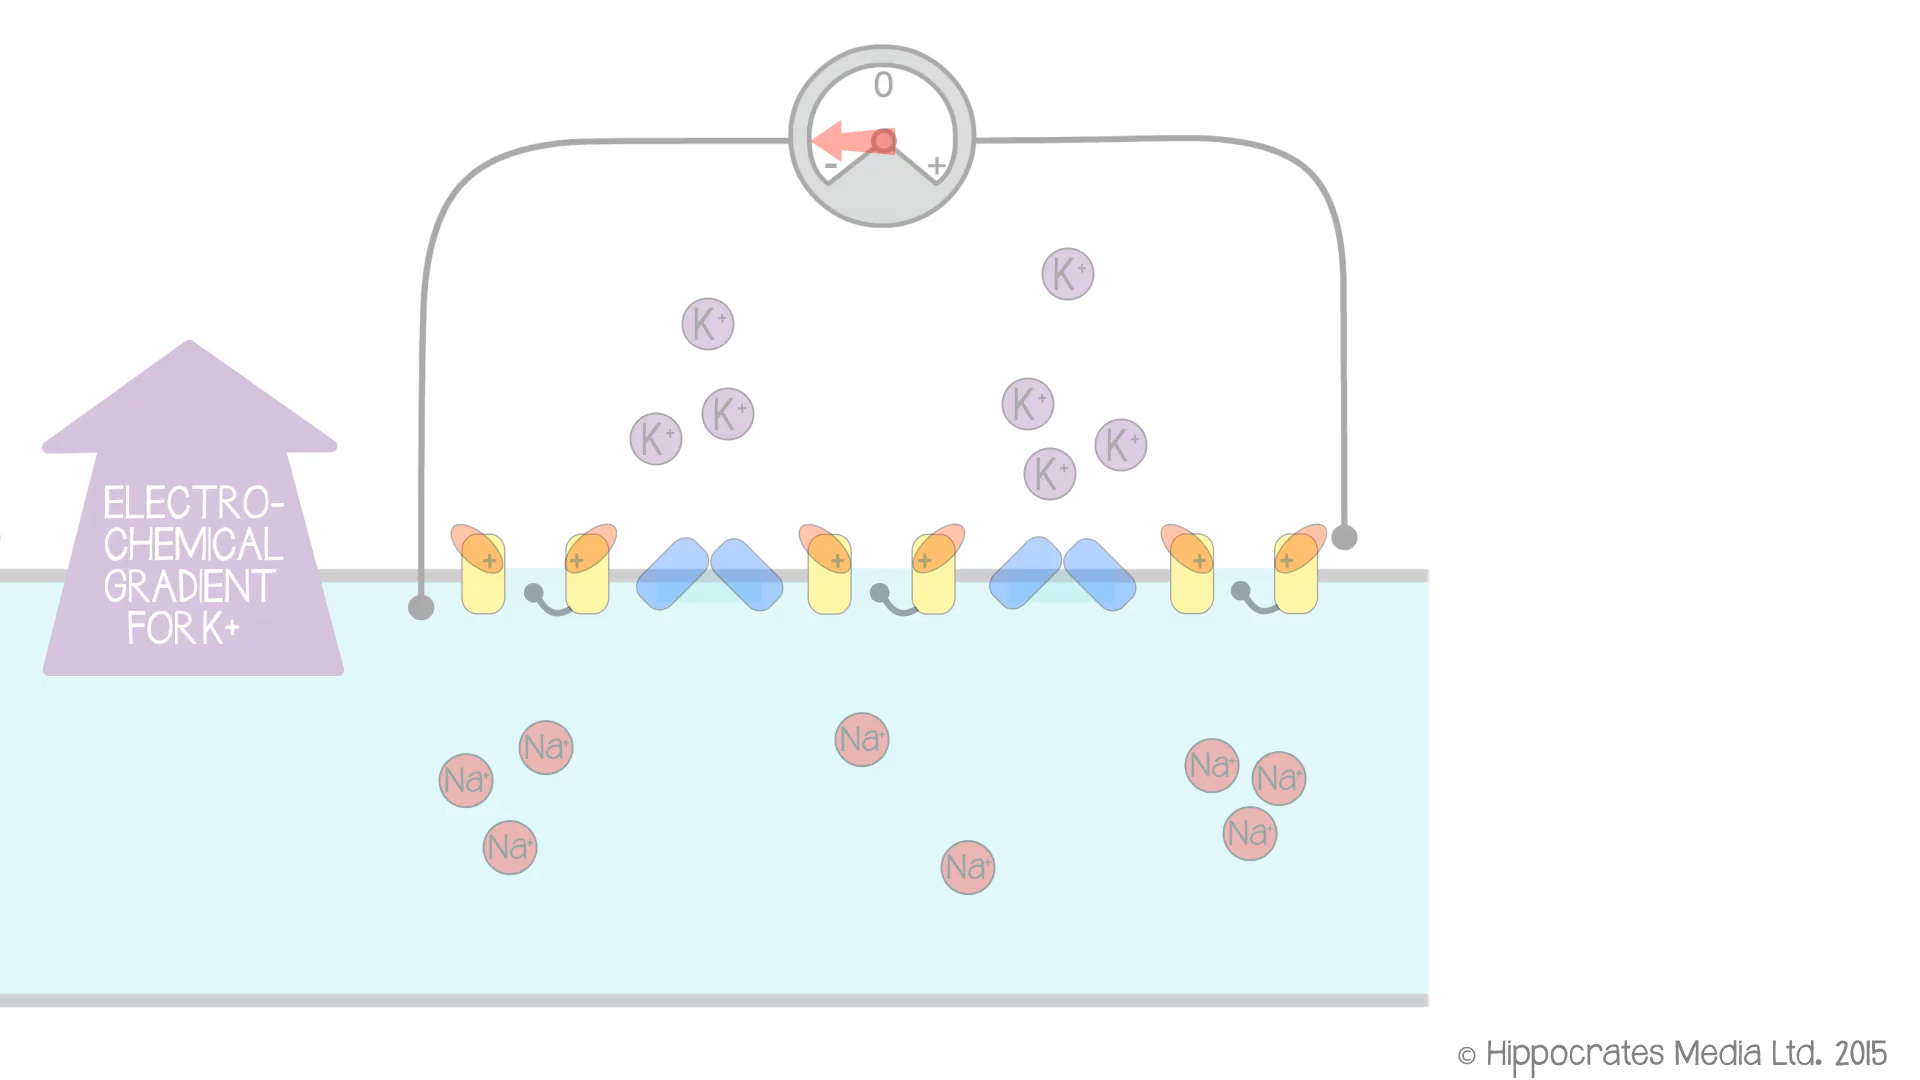 0
- +
K+
K+
K+
K+
K+
K+
K+
ELECTRO-
CHEMICAL
GRADIENT
FOR K+
+ + + + + +
Na+
Na+
Na+
Na+
Na+
Na+
Na+
Na+
© Hippocrates Media Ltd. 2015